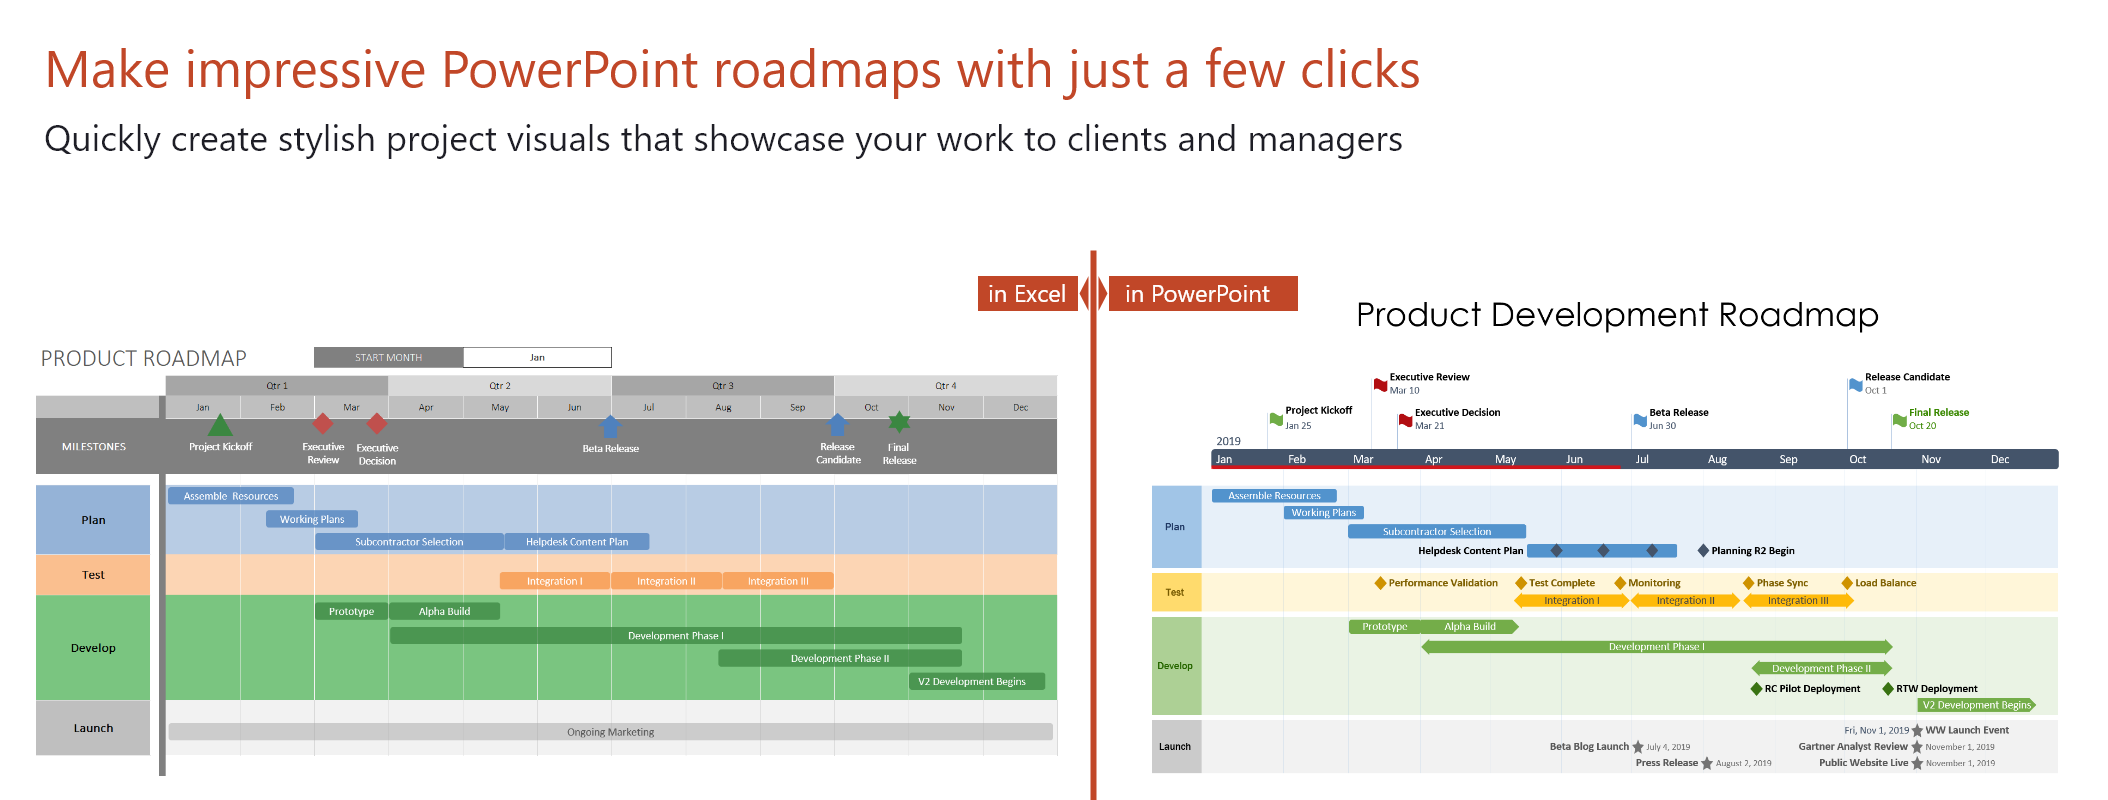 Make impressive PowerPoint roadmaps with just a few clicks
Quickly create stylish project visuals that showcase your work to clients and managers
in Excel
in PowerPoint
PRODUCT ROADMAP
START MONTH Jan
Qtr 1 Qtr 2 Qtr 3 Qtr 4
Jan Feb Mar Apr May Jun Jul Aug Sep Oct Nov Dec
MILESTONES
Project Kickoff
Executive
Review
Executive
Decision
Beta Release
Release
Candidate
Final
Release
Plan
Assemble Resources
Working Plans
Subcontractor Selection Helpdesk Content Plan
Test
Integration I Integration II Integration III
Develop
Prototype Alpha Build
Development Phase I
Development Phase II
V2 Development Begins
Launch
Ongoing Marketing
Product Development Roadmap
Executive Review
Mar 10
Release Candidate
Oct 1
Project Kickoff
Jan 25
Executive Decision
Mar 21
Beta Release
Jun 30
Final Release
Oct 20
2019
Jan Feb Mar Apr May Jun Jul Aug Sep Oct Nov Dec
Plan
Assemble Resources
Working Plans
Subcontractor Selection
Helpdesk Content Plan Planning R2 Begin
Test
Performance Validation Test Complete Monitoring Phase Sync Load Balance
Integration I Integration II Integration III
Develop
Prototype Alpha Build
Development Phase I
Development Phase II
RC Pilot Deployment RTW Deployment
V2 Development Begins
Launch
Fri, Nov 1, 2019 WW Launch Event
Beta Blog Launch July 4, 2019 Gartner Analyst Review November 1, 2019
Press Release August 2, 2019 Public Website Live November 1, 2019